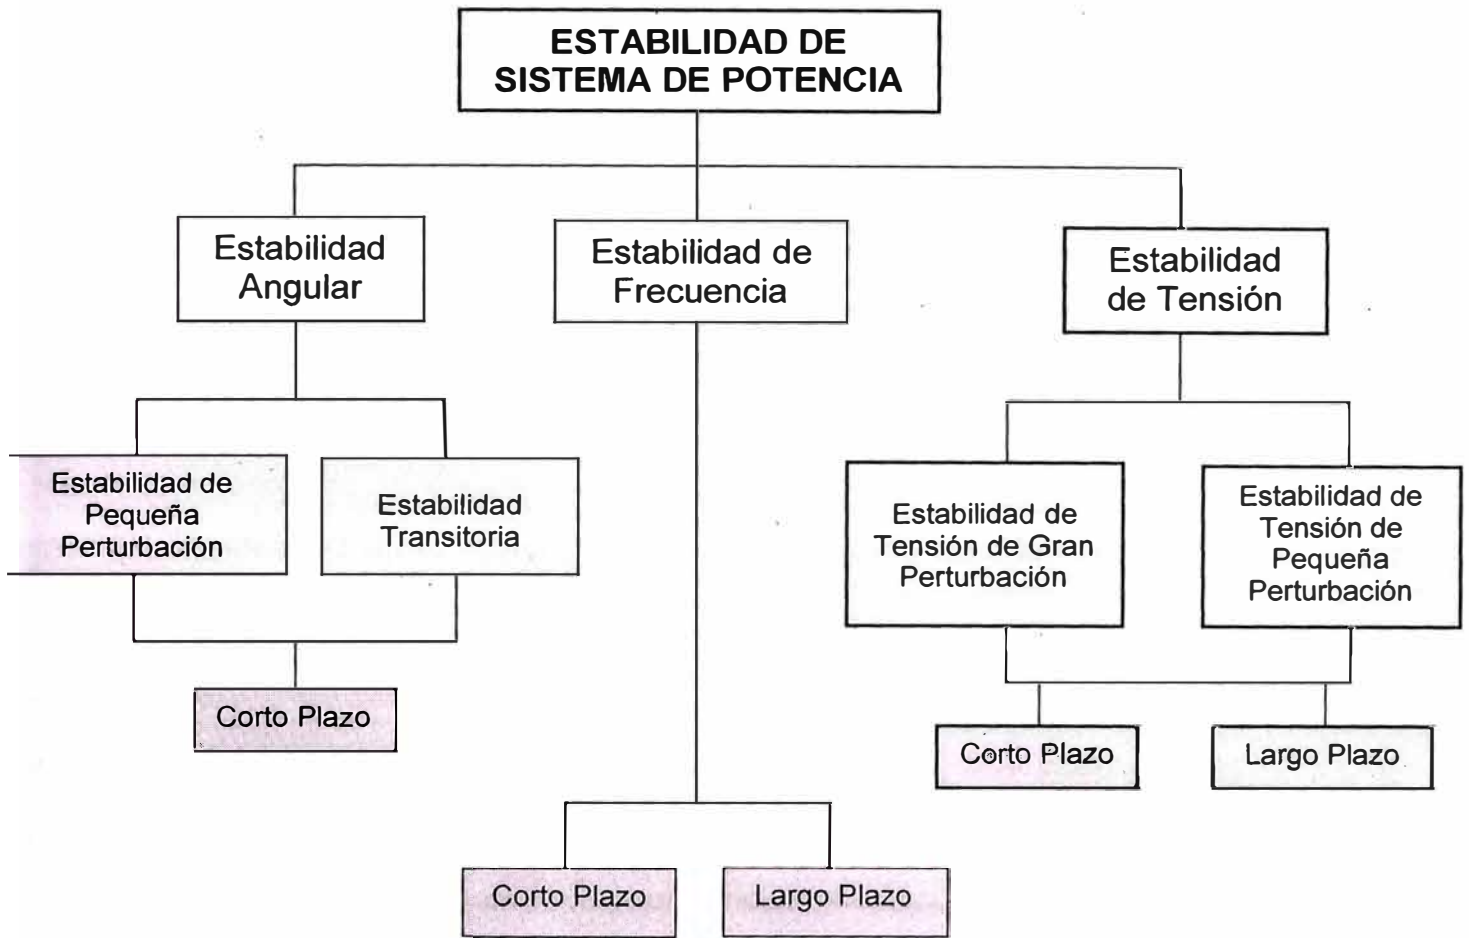 ESTABILIDAD DE
SISTEMA DE POTENCIA
Estabilidad
Angular
Estabilidad de
Frecuencia
Estabilidad
de Tensión
Estabilidad de
Pequeña
Perturbación
Estabilidad
Transitoria
Estabilidad de
Tensión de Gran
Perturbación
Estabilidad de
Tensión de
Pequeña
Perturbación
Corto Plazo
Corto Plazo
Largo Plazo
Corto Plazo
Largo Plazo